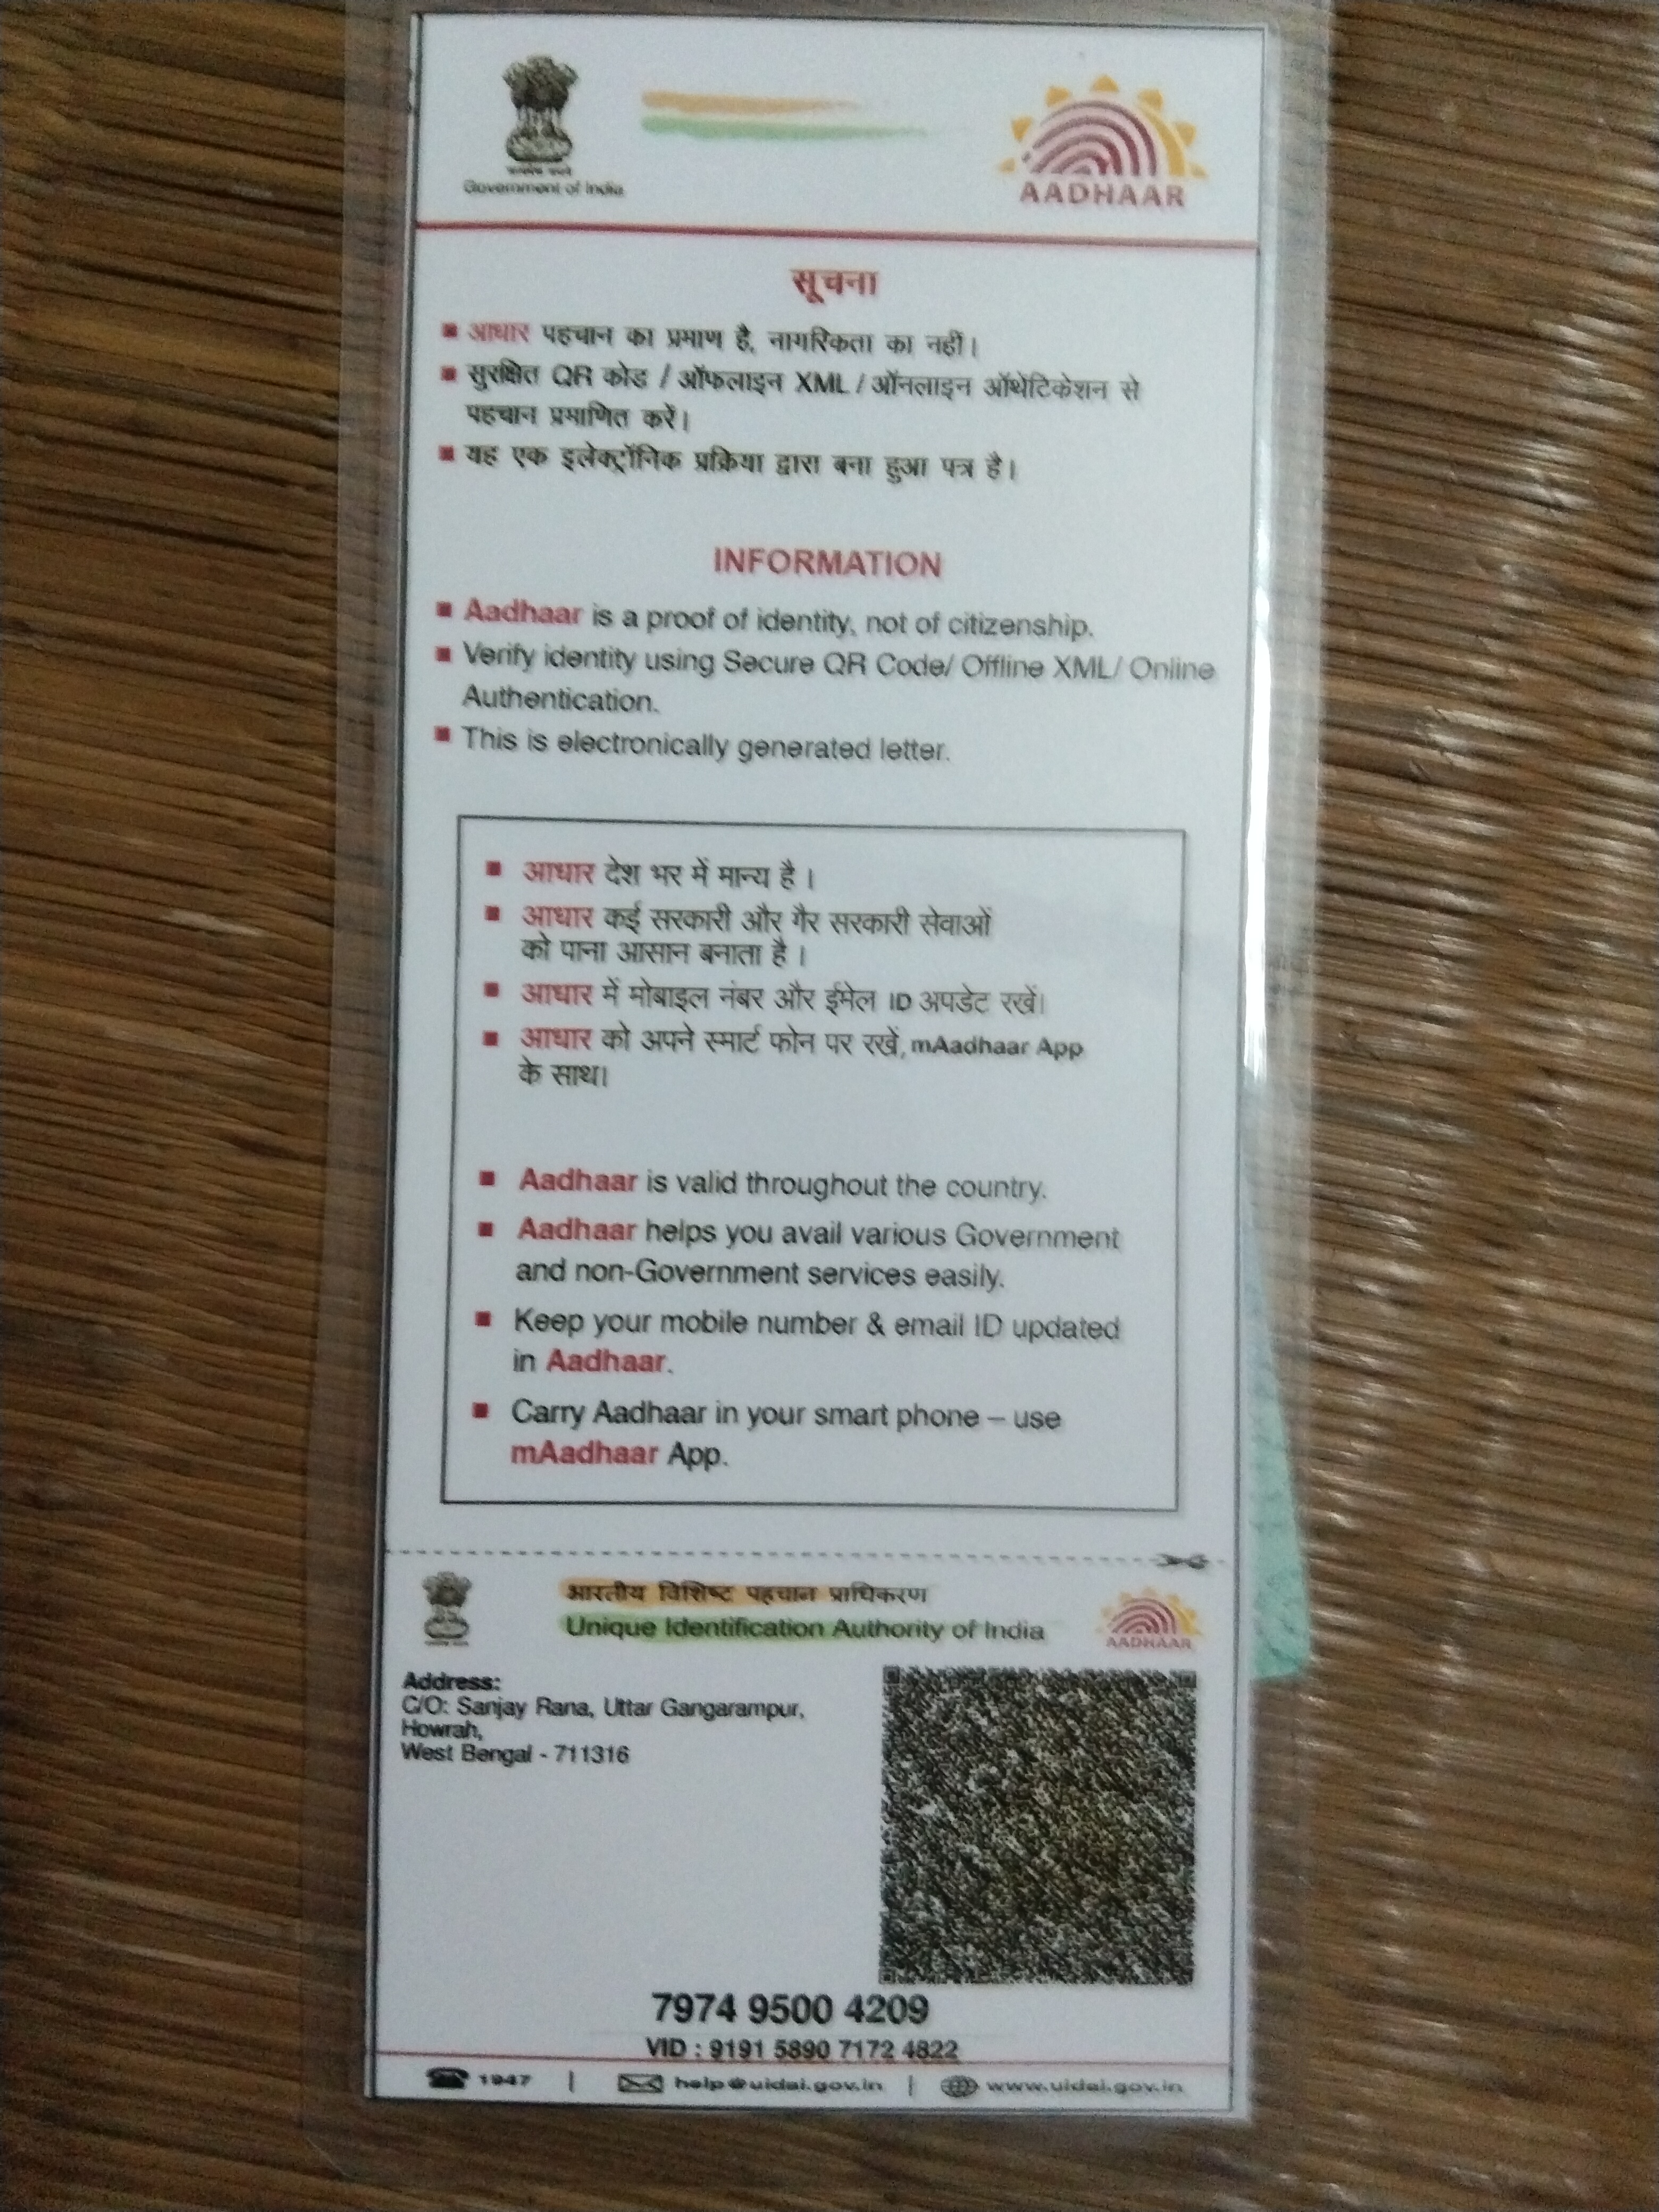 Government of India
AADHAAR
सूचना
आधार पहचान का प्रमाण है, नागरिकता का नहीं।
सुरक्षित QR कोड / ऑफलाइन XML / ऑनलाइन ऑथेंटिकेशन से
पहचान प्रमाणित करें।
यह एक इलेक्ट्रॉनिक प्रक्रिया द्वारा बना हुआ पत्र है।
INFORMATION
Aadhaar is a proof of identity, not of citizenship.
Verify identity using Secure QR Code/ Offline XML/ Online
Authentication.
This is electronically generated letter.
आधार देश भर में मान्य है ।
आधार कई सरकारी और गैर सरकारी सेवाओं
को पाना आसान बनाता है ।
आधार में मोबाइल नंबर और ईमेल ID अपडेट रखें।
आधार को अपने स्मार्ट फोन पर रखें, mAadhaar App
के साथ।
Aadhaar is valid throughout the country.
Aadhaar helps you avail various Government
and non-Government services easily.
Keep your mobile number & email ID updated
in Aadhaar.
Carry Aadhaar in your smart phone – use
mAadhaar App.
भारतीय विशिष्ट पहचान प्राधिकरण
Unique Identification Authority of India
AADHAAR
Address:
C/O: Sanjay Rana, Uttar Gangarampur,
Howrah,
West Bengal - 711316
7974 9500 4209
VID : 9191 5890 7172 4822
1947 | help@uidai.gov.in | www.uidai.gov.in